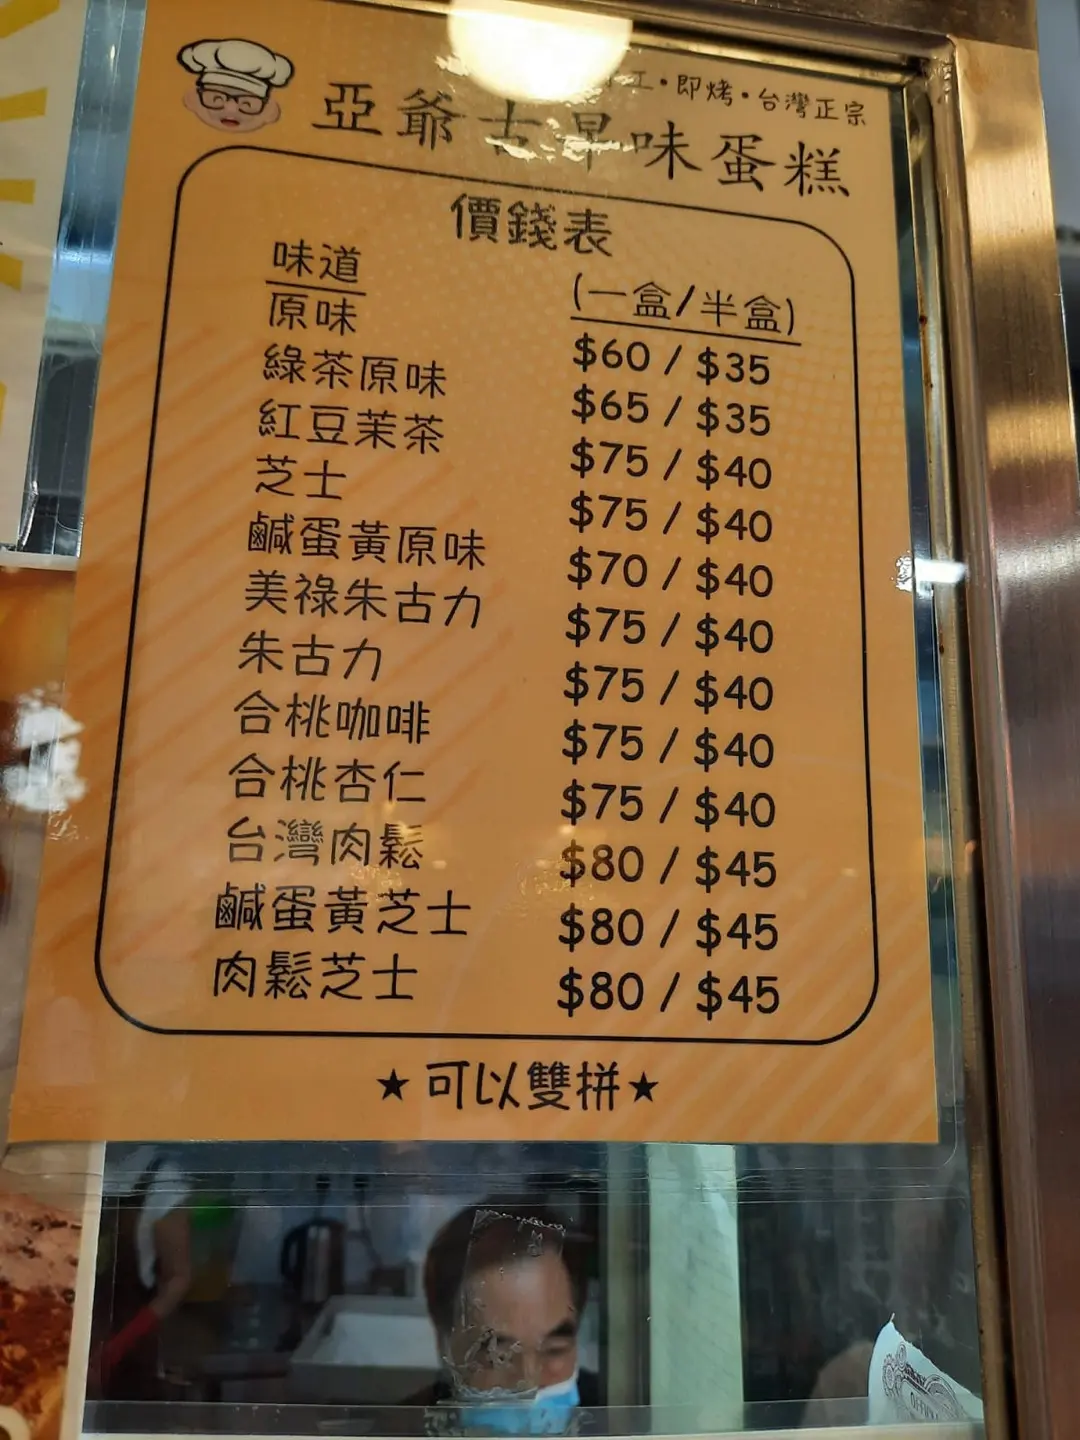 工•即烤•台灣正宗
亞爺古早味蛋糕
價錢表
味道 (一盒/半盒)
原味 $60 / $35
綠茶原味 $65 / $35
紅豆茉茶 $75 / $40
芝士 $75 / $40
鹹蛋黃原味 $70 / $40
美祿朱古力 $75 / $40
朱古力 $75 / $40
合桃咖啡 $75 / $40
合桃杏仁 $75 / $40
台灣肉鬆 $80 / $45
鹹蛋黃芝士 $80 / $45
肉鬆芝士 $80 / $45
★可以雙拼★